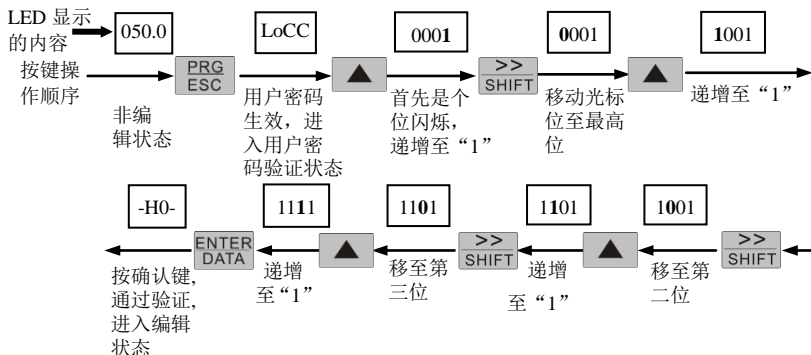 LED 显示
的内容
按键操
作顺序
050.0
非编
辑状态
PRG
ESC
LoCC
用户密码
生效，进
入用户密
码验证状态
0001
首先是个
位闪烁，
递增至“1”
>>
SHIFT
0001
移动光标
位至最高
位
1001
递增至“1”
-H0-
按确认键，
通过验证，
进入编辑
状态
ENTER
DATA
1111
递增
至“1”
1101
移至第
三位
>>
SHIFT
1101
递增
至“1”
1001
移至第
二位
>>
SHIFT